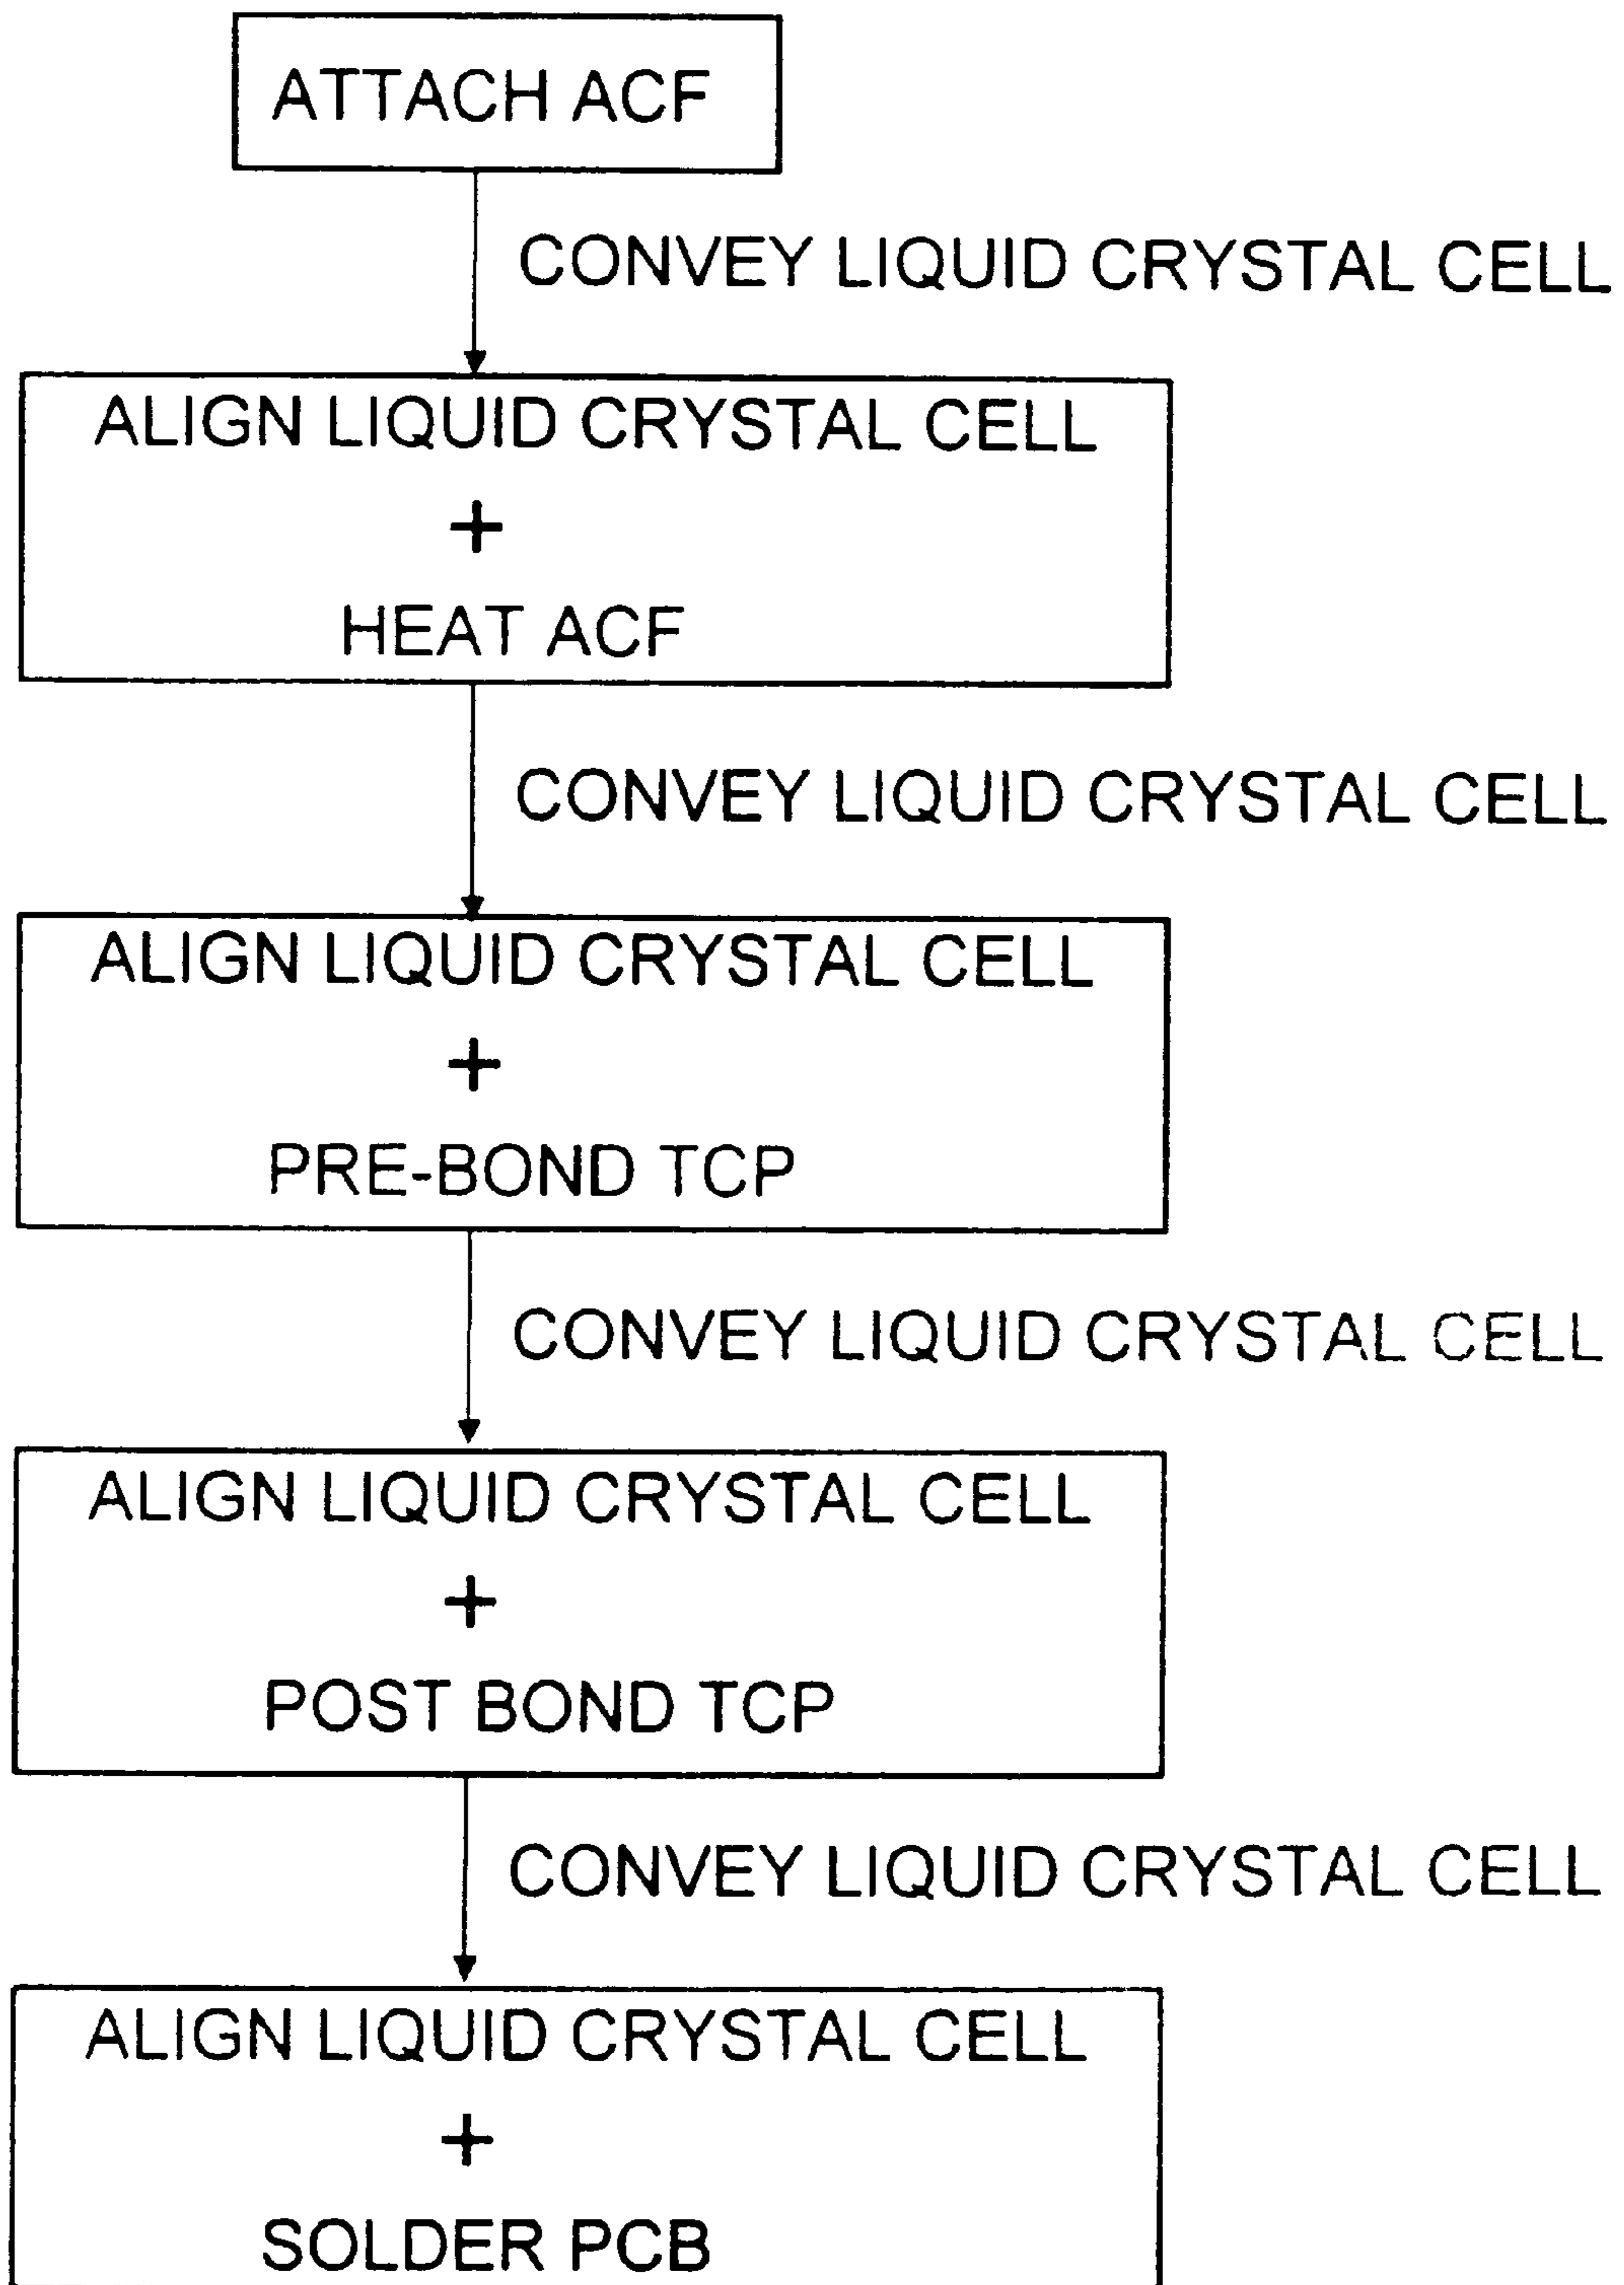 ATTACH ACF
CONVEY LIQUID CRYSTAL CELL
ALIGN LIQUID CRYSTAL CELL
+
HEAT ACF
CONVEY LIQUID CRYSTAL CELL
ALIGN LIQUID CRYSTAL CELL
+
PRE-BOND TCP
CONVEY LIQUID CRYSTAL CELL
ALIGN LIQUID CRYSTAL CELL
+
POST BOND TCP
CONVEY LIQUID CRYSTAL CELL
ALIGN LIQUID CRYSTAL CELL
+
SOLDER PCB